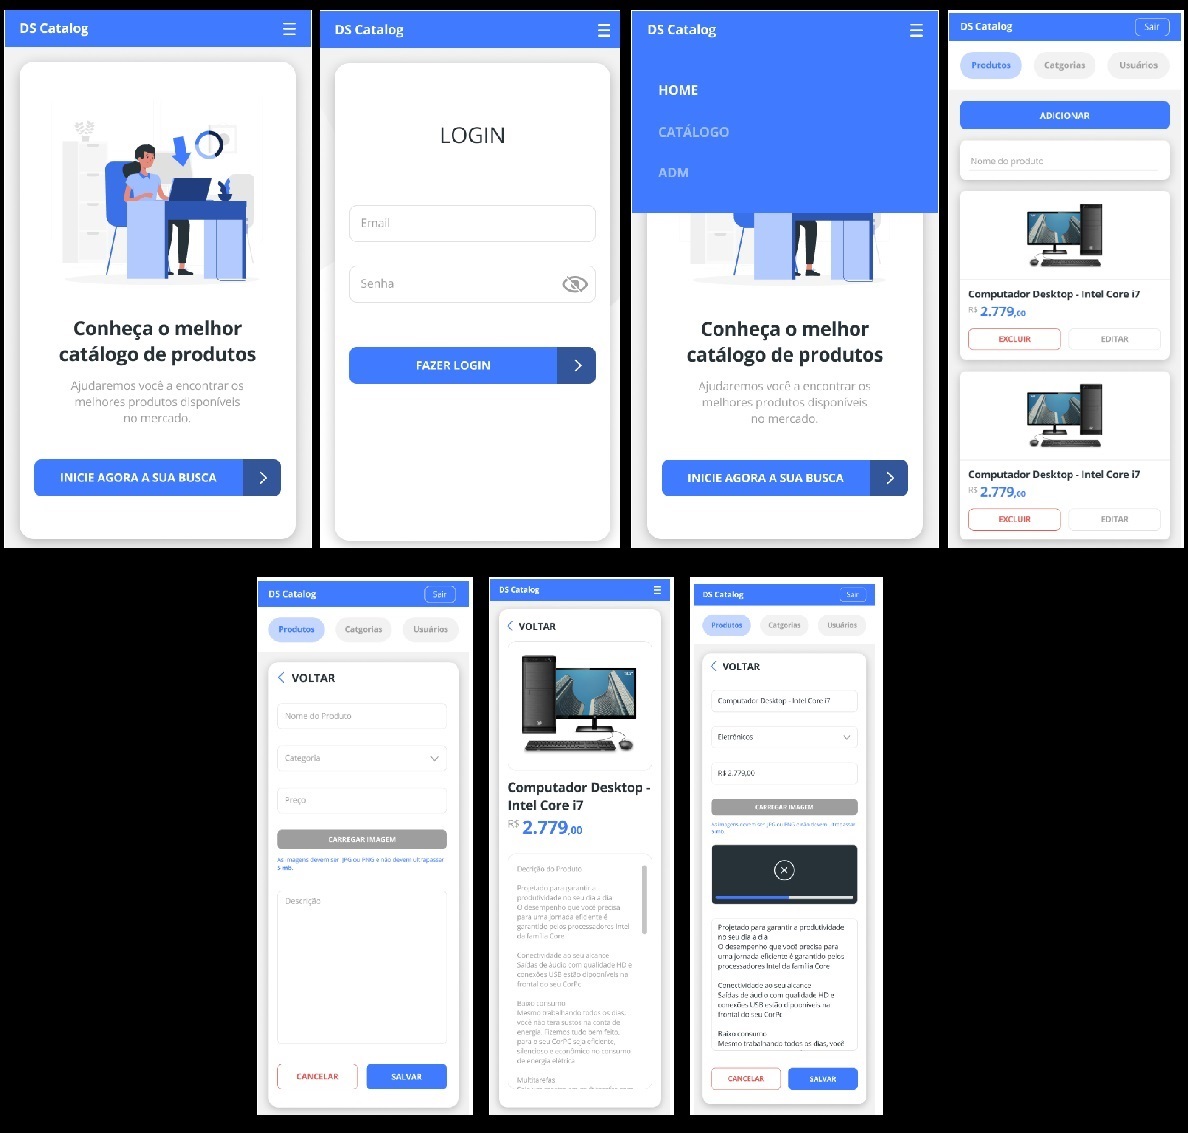 DS Catalog
Conheça o melhor
catálogo de produtos
Ajudaremos você a encontrar os
melhores produtos disponíveis
no mercado.
INICIE AGORA A SUA BUSCA
DS Catalog
LOGIN
Email
Senha
FAZER LOGIN
DS Catalog
HOME
CATÁLOGO
ADM
Conheça o melhor
catálogo de produtos
Ajudaremos você a encontrar os
melhores produtos disponíveis
no mercado.
INICIE AGORA A SUA BUSCA
DS Catalog
Sair
Produtos
Catgorias
Usuários
ADICIONAR
Nome do produto
Computador Desktop - Intel Core i7
R$ 2.779,00
EXCLUIR
EDITAR
Computador Desktop - Intel Core i7
R$ 2.779,00
EXCLUIR
EDITAR
DS Catalog
Sair
Produtos
Catgorias
Usuários
VOLTAR
Nome do Produto
Categoria
Preço
CARREGAR IMAGEM
As imagens devem ser JPG ou PNG e não devem ultrapassar
5 mB.
Descrição
CANCELAR
SALVAR
DS Catalog
VOLTAR
Computador Desktop -
Intel Core i7
R$ 2.779,00
Decrição do Produto
Projetado para garantir a
produtividade no seu dia a dia
O desempenho que você precisa
para uma jornada eficiente é
garantido pelos processadores Intel
da família Core
Conectividade ao seu alcance
Saídas de áudio com qualidade HD e
conexões USB estão disponíveis na
frontal do seu CorPc
Baixo consumo
Mesmo trabalhando todos os dias,
você não terá sustos na conta de
energia. Fizemos tudo bem feito,
para o seu CorPC seja eficiente,
silencioso e econômico no consumo
de energia elétrica
Multitarefas
DS Catalog
Sair
Produtos
Catgorias
Usuários
VOLTAR
Computador Desktop - Intel Core i7
Eletrônicos
R$ 2.779,00
CARREGAR IMAGEM
As imagens devem ser JPG ou PNG e não devem ultrapassar
5 mB.
Projetado para garantir a produtividade
no seu dia a dia
O desempenho que você precisa para
uma jornada eficiente é garantido pelos
processadores Intel da família Core
Conectividade ao seu alcance
Saídas de áudio com qualidade HD e
conexões USB estão disponíveis na
frontal do seu CorPc
Baixo consumo
Mesmo trabalhando todos os dias, você
CANCELAR
SALVAR